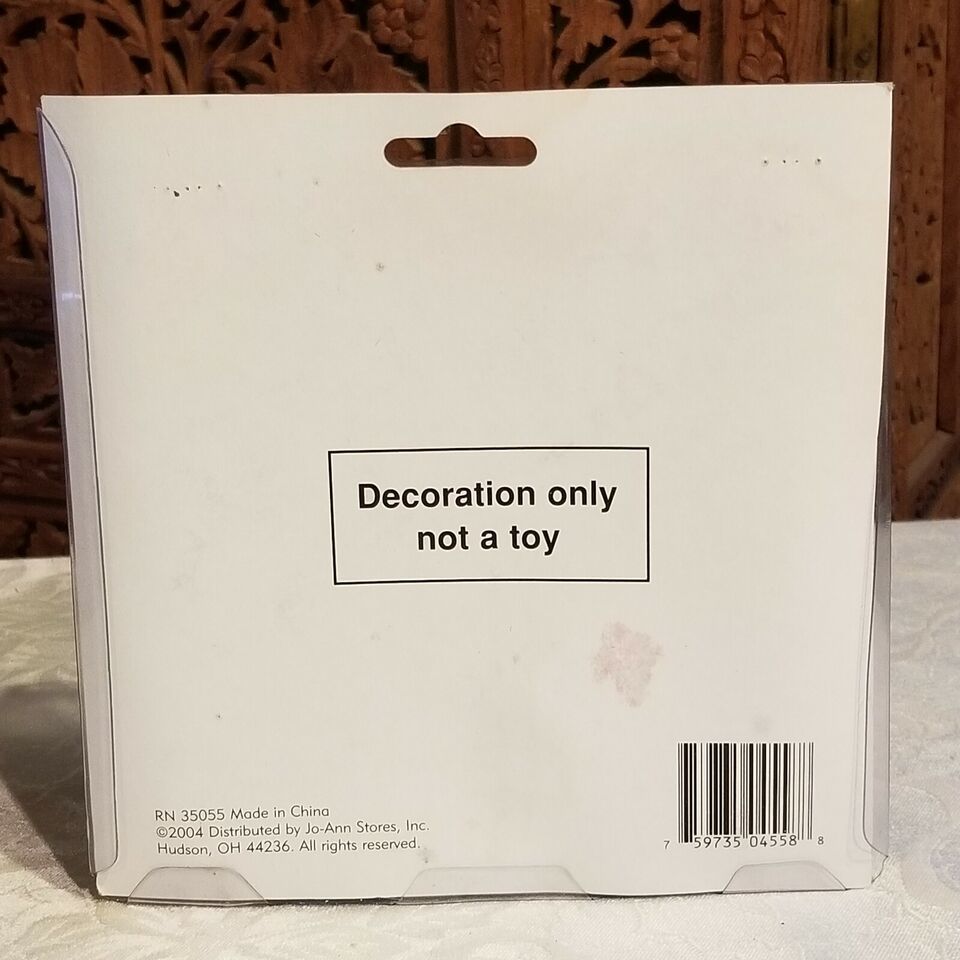 Decoration only
not a toy
RN 35055 Made in China
©2004 Distributed by Jo-Ann Stores, Inc.
Hudson, OH 44236. All rights reserved.
7 59735 04558 8